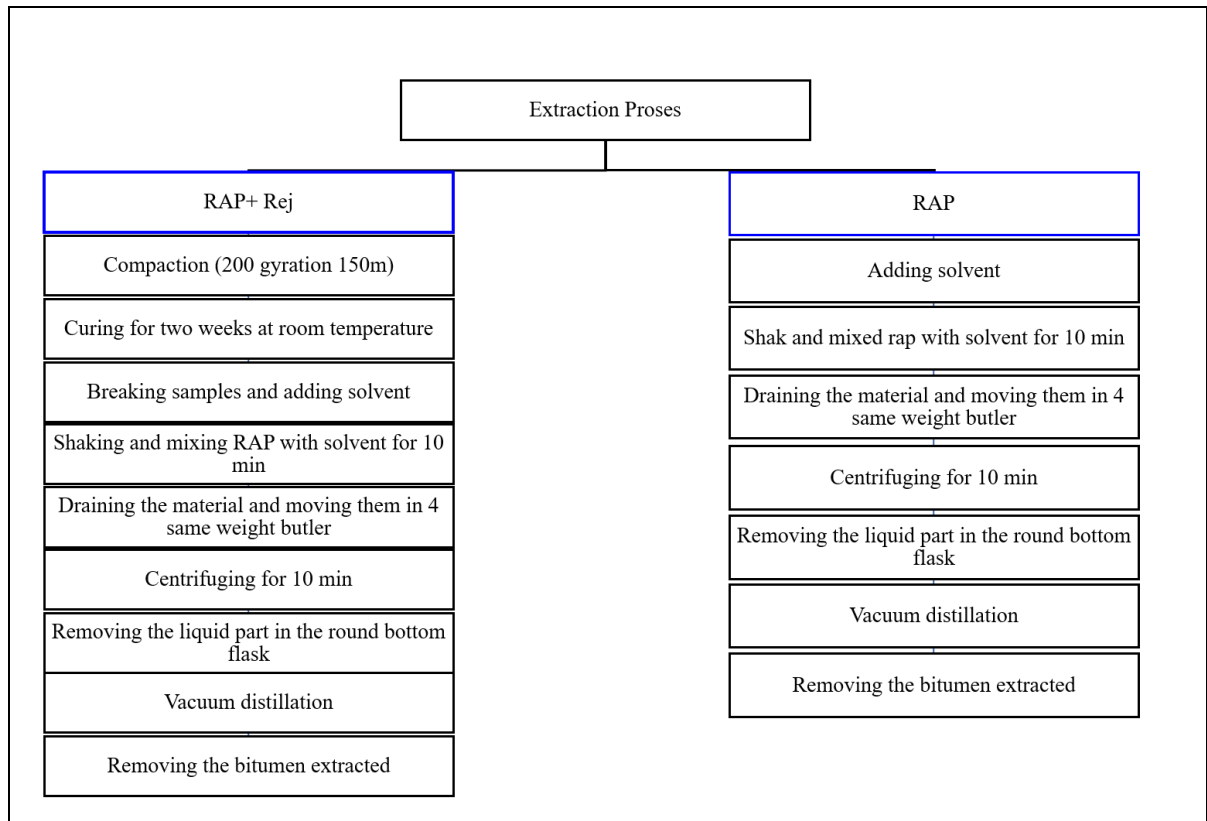 Extraction Proses
RAP+ Rej
Compaction (200 gyration 150m)
Curing for two weeks at room temperature
Breaking samples and adding solvent
Shaking and mixing RAP with solvent for 10
min
Draining the material and moving them in 4
same weight butler
Centrifuging for 10 min
Removing the liquid part in the round bottom
flask
Vacuum distillation
Removing the bitumen extracted
RAP
Adding solvent
Shak and mixed rap with solvent for 10 min
Draining the material and moving them in 4
same weight butler
Centrifuging for 10 min
Removing the liquid part in the round bottom
flask
Vacuum distillation
Removing the bitumen extracted